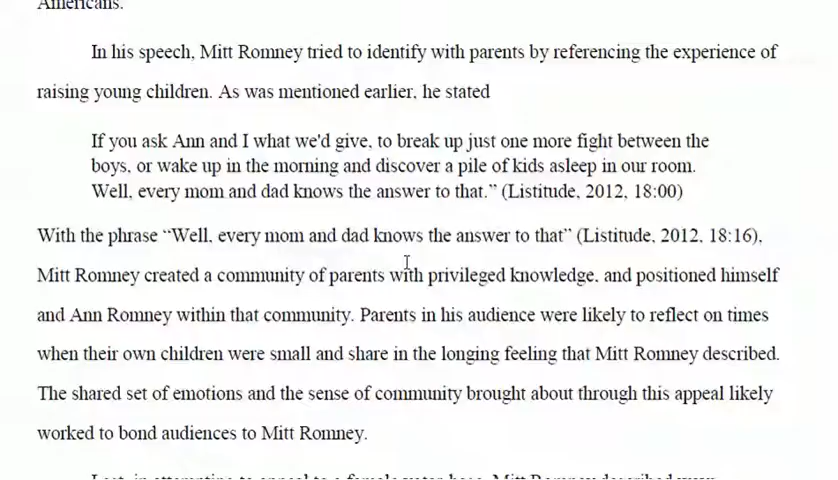 Americans.
In his speech, Mitt Romney tried to identify with parents by referencing the experience of
raising young children. As was mentioned earlier, he stated
If you ask Ann and I what we'd give, to break up just one more fight between the
boys, or wake up in the morning and discover a pile of kids asleep in our room.
Well, every mom and dad knows the answer to that.” (Listitude, 2012, 18:00)
With the phrase “Well, every mom and dad knows the answer to that” (Listitude, 2012, 18:16),
Mitt Romney created a community of parents with privileged knowledge, and positioned himself
and Ann Romney within that community. Parents in his audience were likely to reflect on times
when their own children were small and share in the longing feeling that Mitt Romney described.
The shared set of emotions and the sense of community brought about through this appeal likely
worked to bond audiences to Mitt Romney.
Mitt Romney described